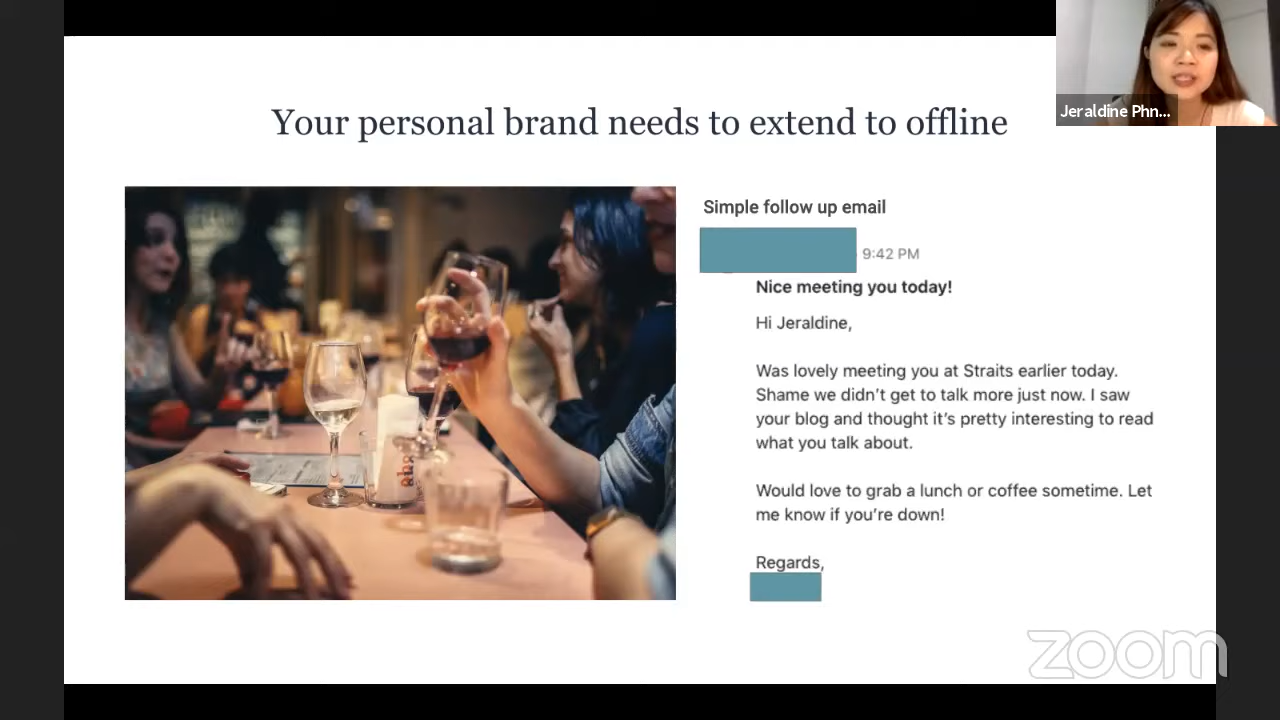 Your personal brand needs to extend to offline
Jeraldine Phn...
Simple follow up email
9:42 PM
Nice meeting you today!
Hi Jeraldine,
Was lovely meeting you at Straits earlier today.
Shame we didn't get to talk more just now. I saw
your blog and thought it's pretty interesting to read
what you talk about.
Would love to grab a lunch or coffee sometime. Let
me know if you're down!
Regards,
zoom